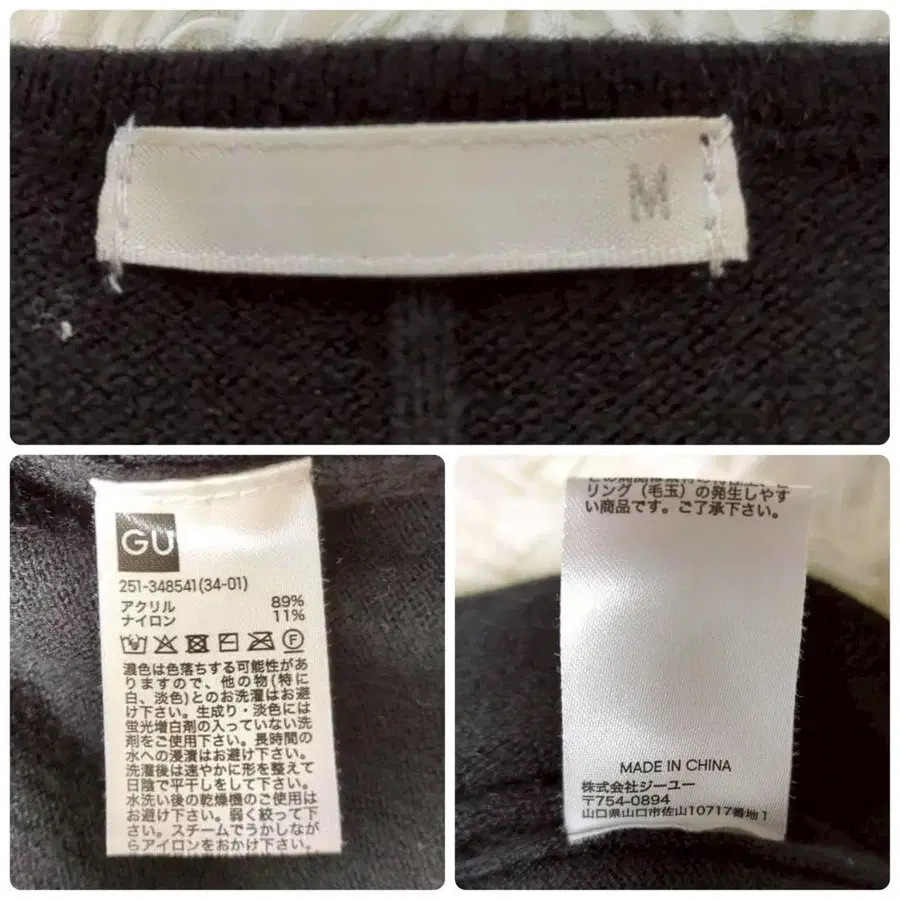 M
GU
251-348541(34-01)
アクリル 89%
ナイロン 11%
F
濃色は色落ちする可能性があ
りますので、他の物(特に
白、淡色)とのお洗濯はお避
け下さい。生成り・淡色には
蛍光増白剤の入っていない洗
剤をご使用下さい。長時間の
水への浸漬はお避け下さい。
洗濯後は速やかに形を整えて
日陰で平干しをして下さい。
水洗い後の乾燥機のご使用は
お避け下さい。弱く絞って下
さい。スチームでうかしなが
らアイロンをおかけ下さい。
リング(毛玉)の発生しやす
い商品です。ご了承下さい。
MADE IN CHINA
株式会社ジーユー
〒754-0894
山口県山口市佐山10717番地1